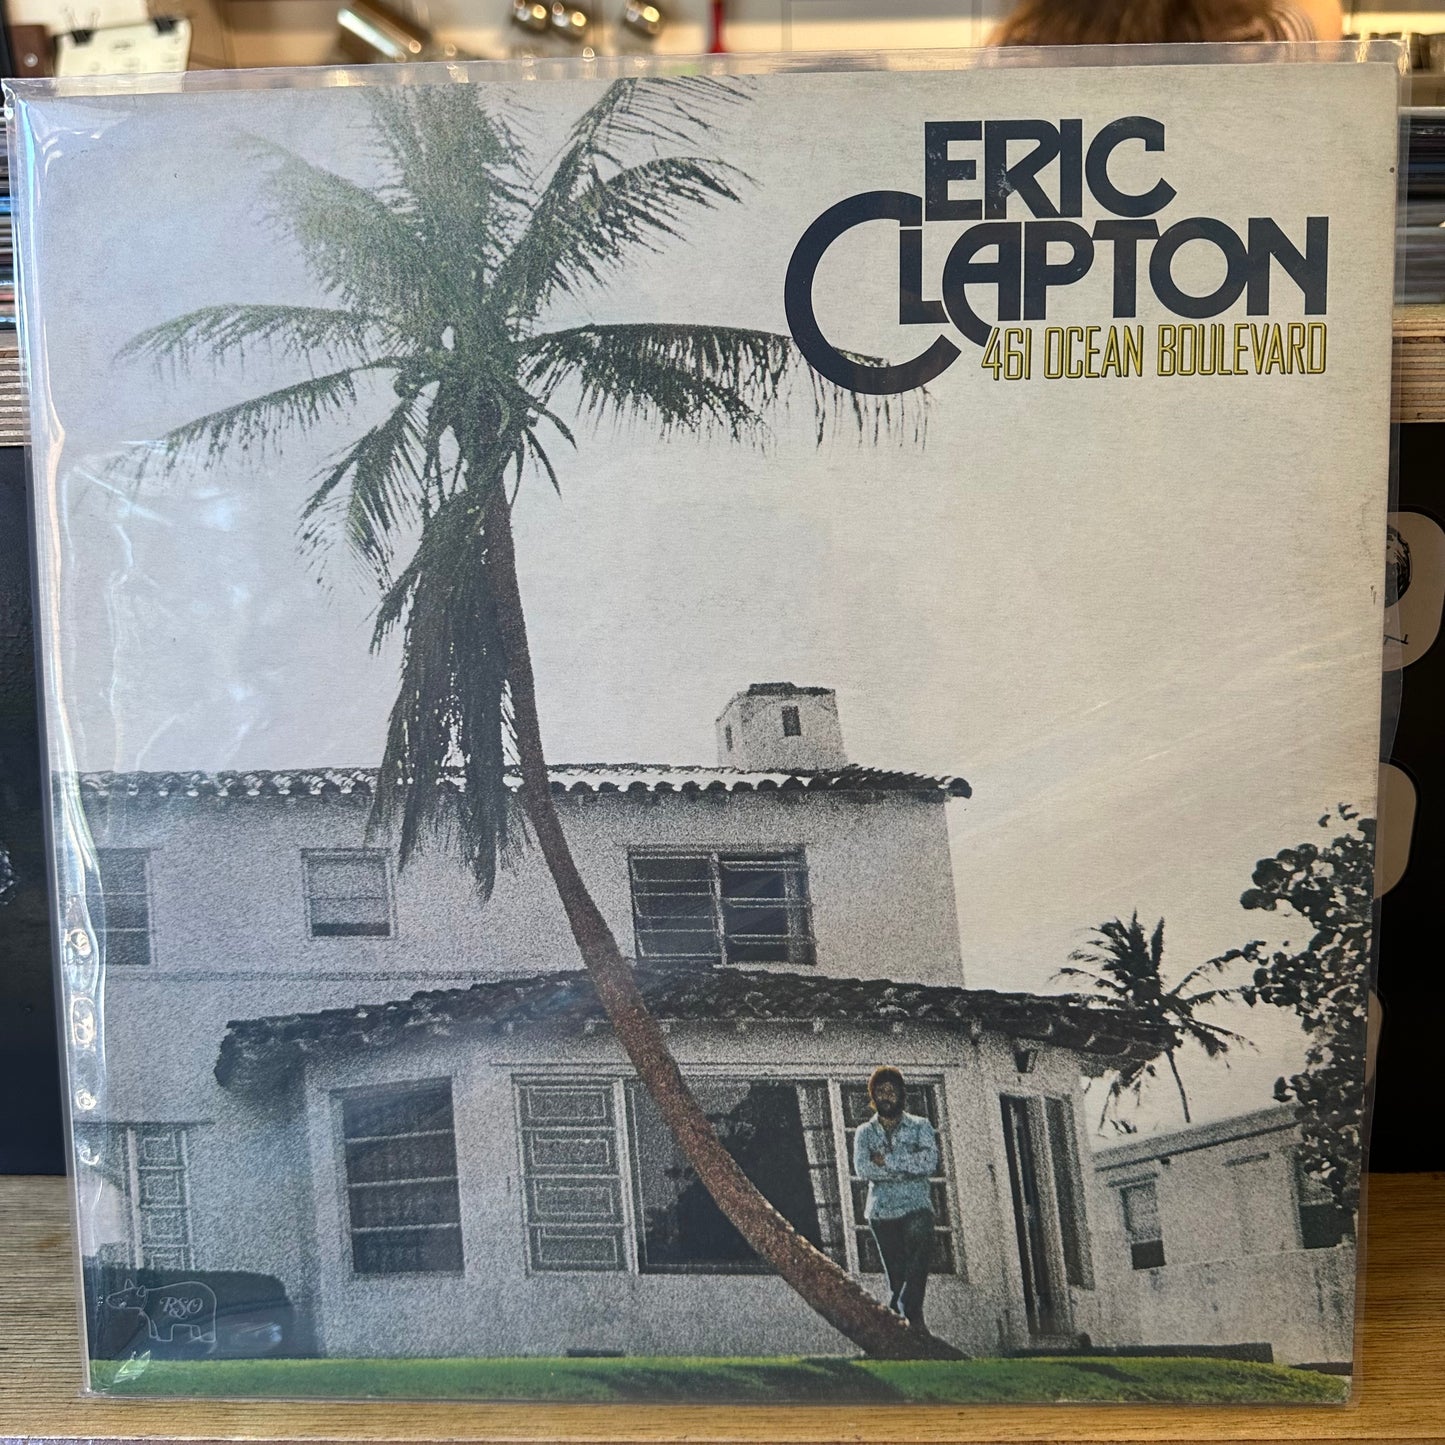 ERIC
CLAPTON
461 OCEAN BOULEVARD
RSO